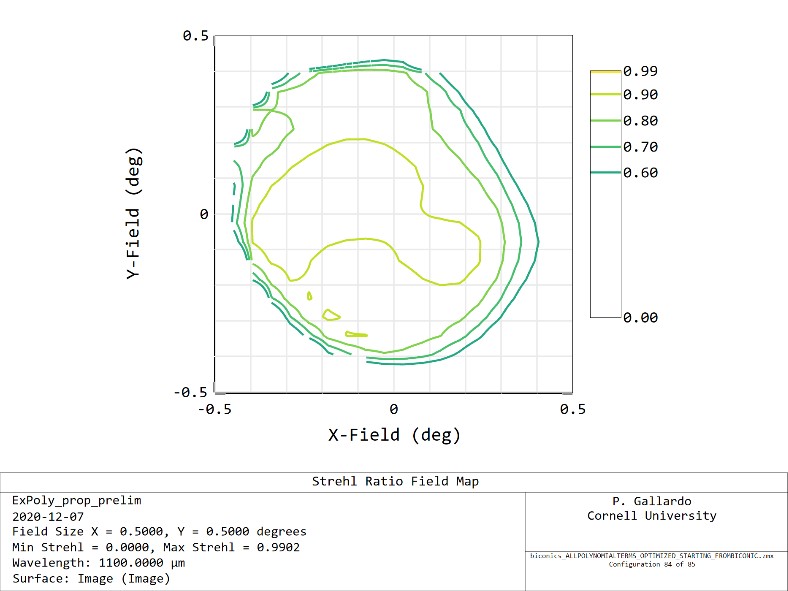 0.5
0
-0.5
Y-Field (deg)
-0.5 0 0.5
X-Field (deg)
0.99
0.90
0.80
0.70
0.60
0.00
Strehl Ratio Field Map
ExPoly_prop_prelim
2020-12-07
Field Size X = 0.5000, Y = 0.5000 degrees
Min Strehl = 0.0000, Max Strehl = 0.9902
Wavelength: 1100.0000 µm
Surface: Image (Image)
P. Gallardo
Cornell University
biconics_ALLPOLYNOMIALTERMS_OPTIMIZED_STARTING_FROMBICONIC.zmx
Configuration 84 of 85